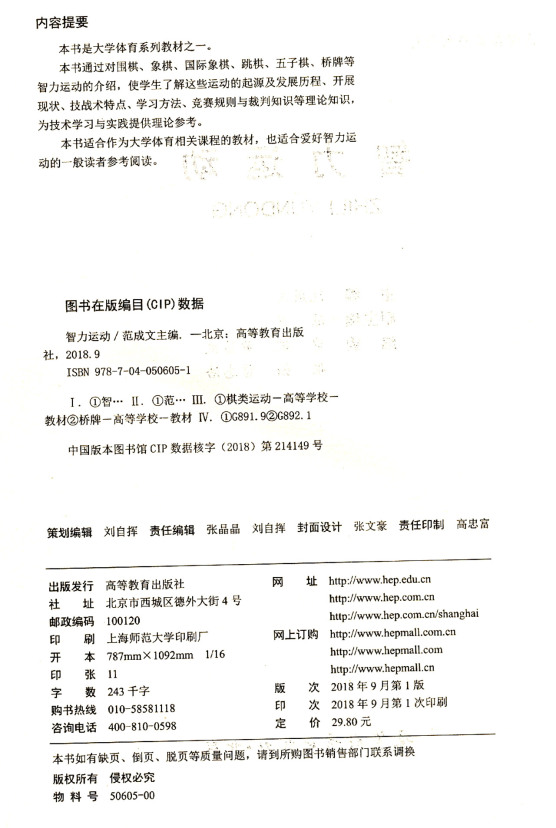 内容提要
本书是大学体育系列教材之一。
本书通过对围棋、象棋、国际象棋、跳棋、五子棋、桥牌等
智力运动的介绍，使学生了解这些运动的起源及发展历程、开展
现状、技战术特点、学习方法、竞赛规则与裁判知识等理论知识，
为技术学习与实践提供理论参考。
本书适合作为大学体育相关课程的教材，也适合爱好智力运
动的一般读者参考阅读。
图书在版编目(CIP)数据
智力运动 / 范成文主编. —北京：高等教育出版
社，2018.9
ISBN 978-7-04-050605-1
Ⅰ. ①智… Ⅱ. ①范… Ⅲ. ①棋类运动－高等学校－
教材②桥牌－高等学校－教材 Ⅳ. ①G891.9②G892.1
中国版本图书馆 CIP 数据核字（2018）第 214149 号
策划编辑 刘自挥 责任编辑 张晶晶 刘自挥 封面设计 张文豪 责任印制 高忠富
出版发行 高等教育出版社
社 址 北京市西城区德外大街 4 号
邮政编码 100120
印 刷 上海师范大学印刷厂
开 本 787mm×1092mm 1/16
印 张 11
字 数 243 千字
购书热线 010-58581118
咨询电话 400-810-0598
网 址 http://www.hep.edu.cn
http://www.hep.com.cn
http://www.hep.com.cn/shanghai
网上订购 http://www.hepmall.com.cn
http://www.hepmall.com
http://www.hepmall.cn
版 次 2018 年 9 月第 1 版
印 次 2018 年 9 月第 1 次印刷
定 价 29.80 元
本书如有缺页、倒页、脱页等质量问题，请到所购图书销售部门联系调换
版权所有 侵权必究
物 料 号 50605-00